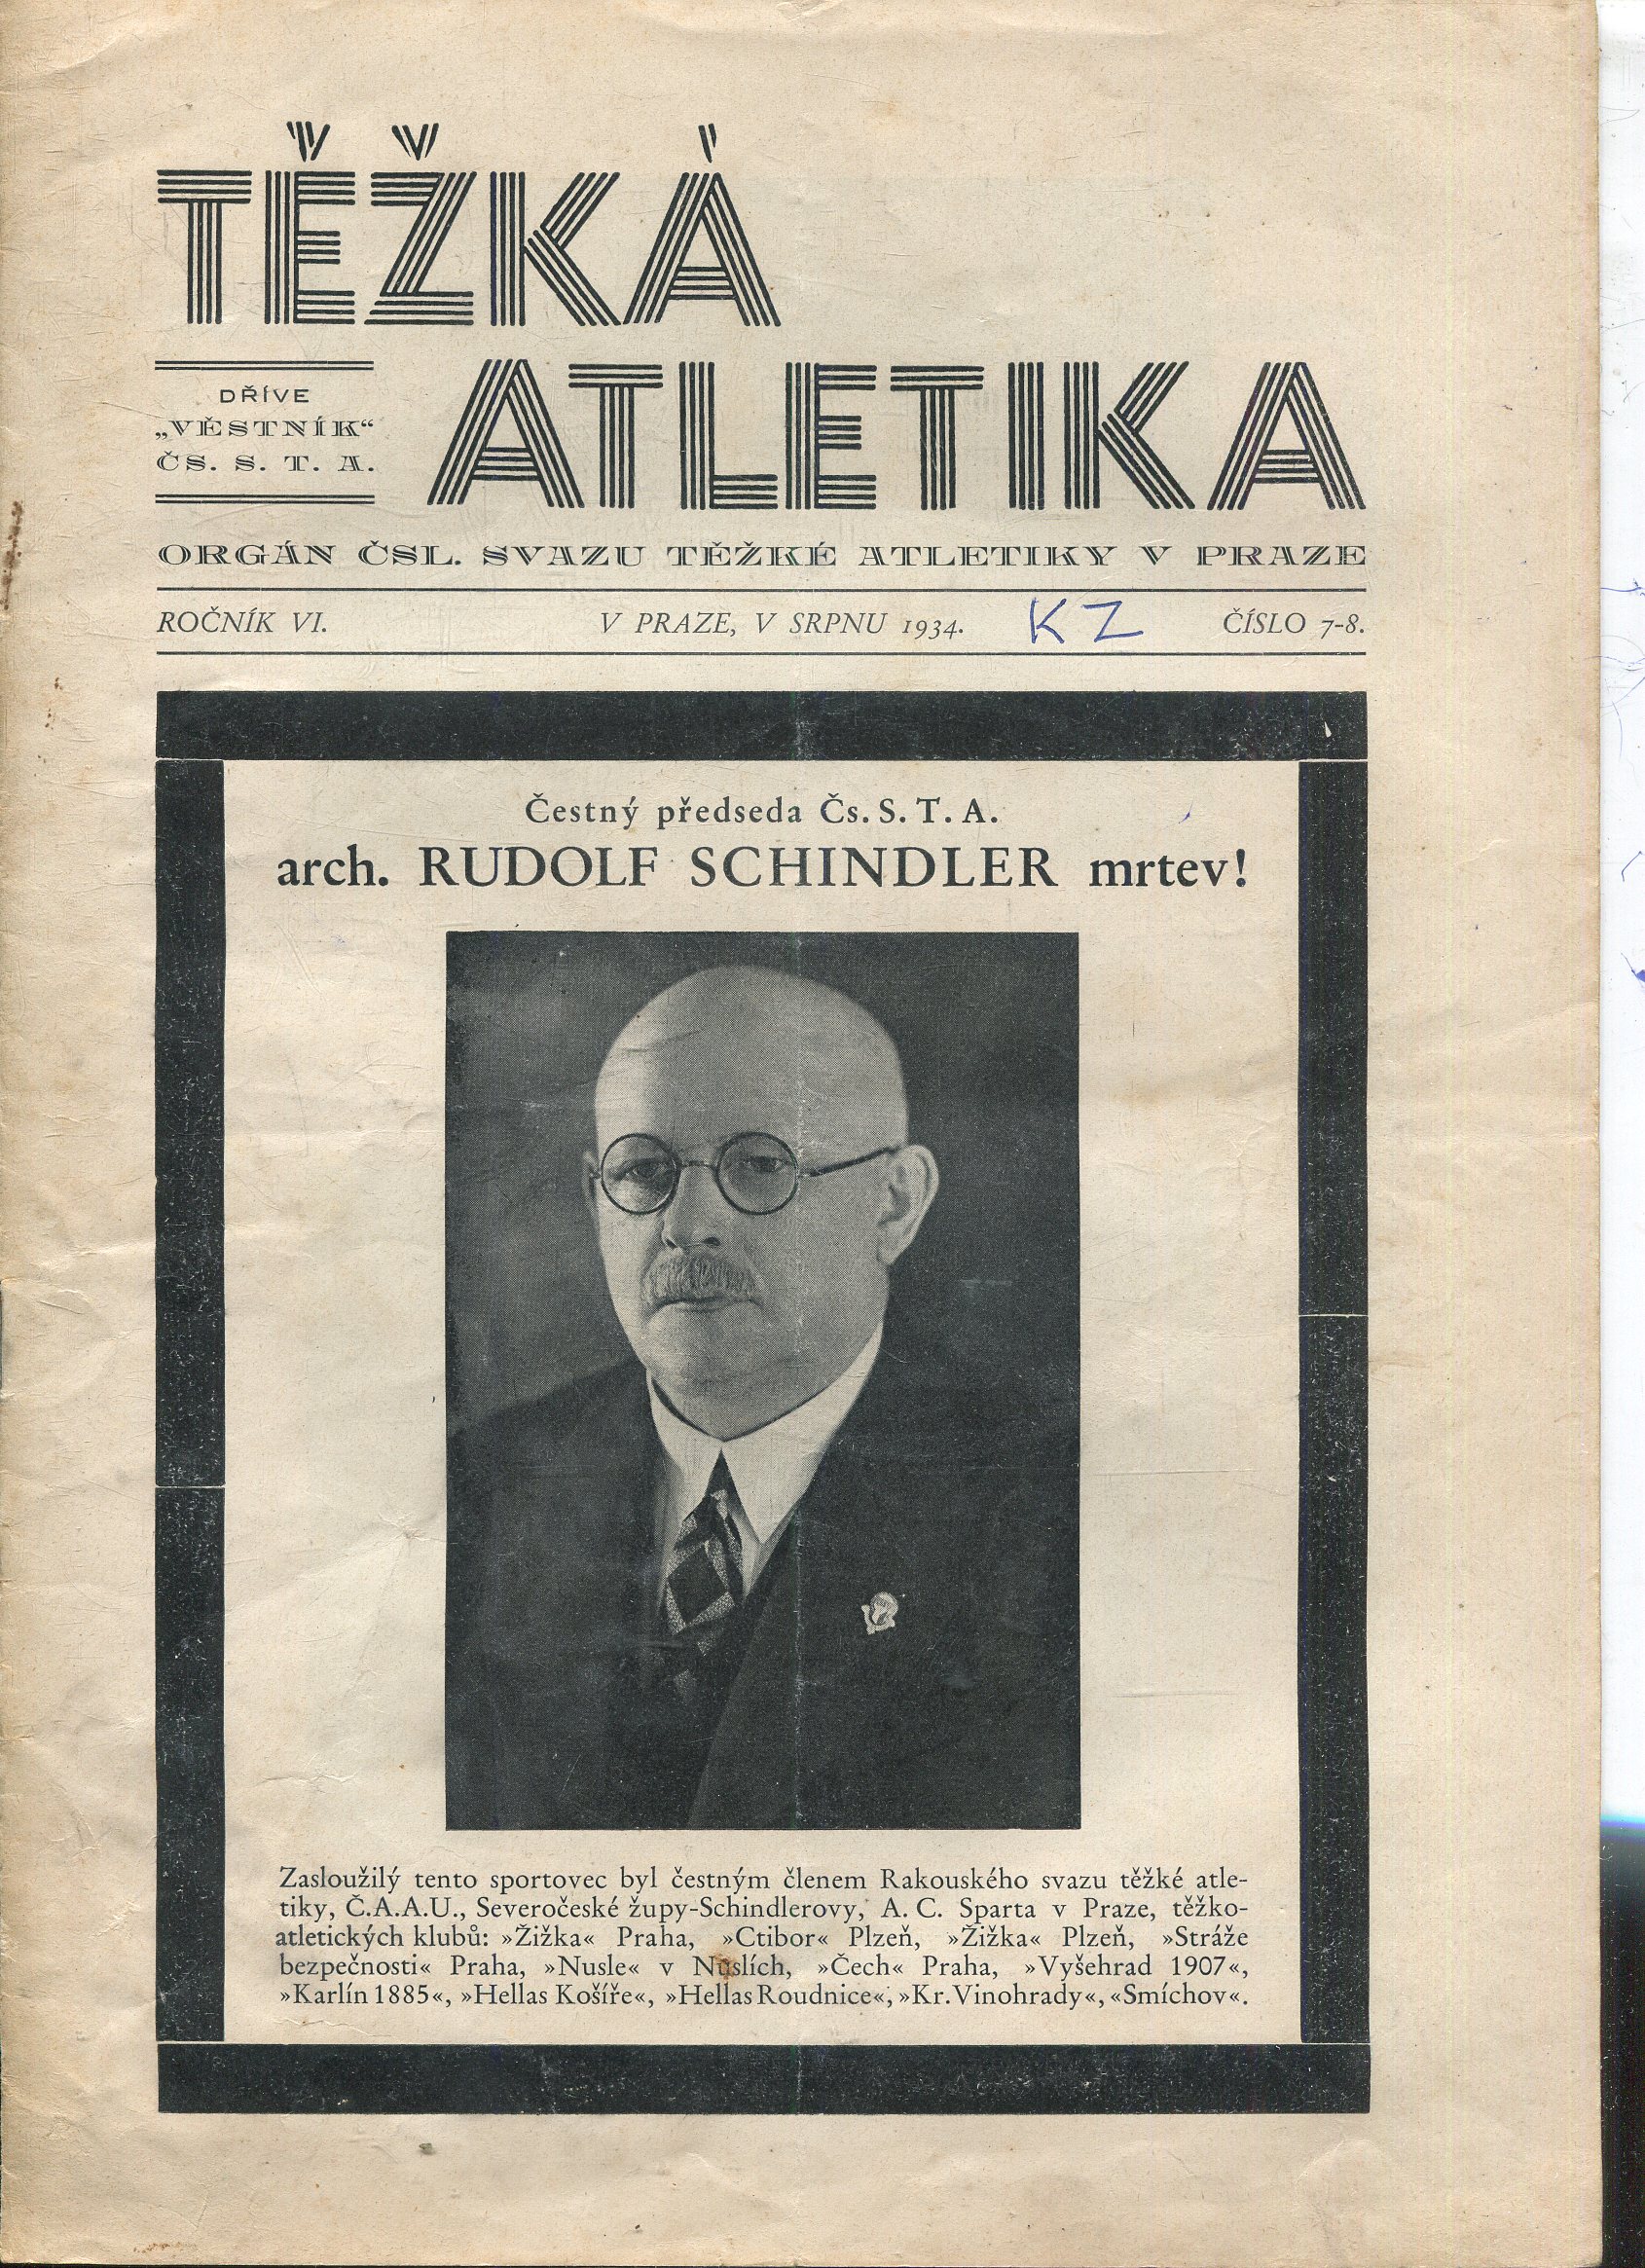 TĚŽKÁ
ATLETIKA
DŘÍVE
„VĚSTNÍK“
ČS. S. T. A.
ORGÁN ČSL. SVAZU TĚŽKÉ ATLETIKY V PRAZE
ROČNÍK VI. V PRAZE, V SRPNU 1934. KZ ČÍSLO 7-8.
Čestný předseda Čs. S. T. A.
arch. RUDOLF SCHINDLER mrtev!
Zasloužilý tento sportovec byl čestným členem Rakouského svazu těžké atle-
tiky, Č.A.A.U., Severočeské župy-Schindlerovy, A. C. Sparta v Praze, těžko-
atletických klubů: »Žižka« Praha, »Ctibor« Plzeň, »Žižka« Plzeň, »Stráže
bezpečnosti« Praha, »Nusle« v Nuslích, »Čech« Praha, »Vyšehrad 1907«,
»Karlín 1885«, »Hellas Košíře«, »Hellas Roudnice«, »Kr. Vinohrady«, «Smíchov«.